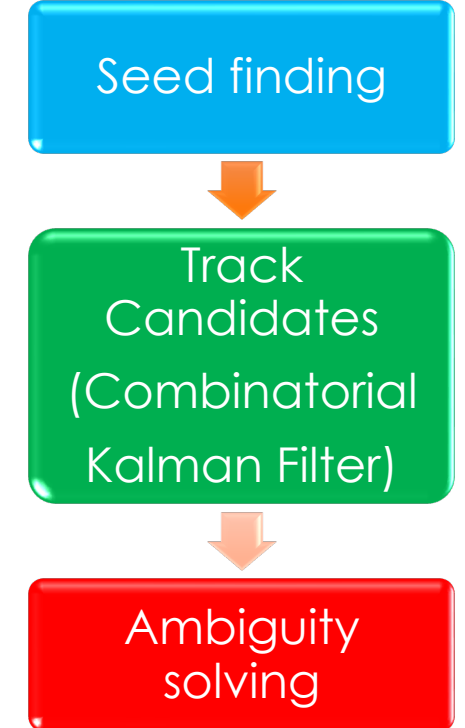 Seed finding
Track
Candidates
(Combinatorial
Kalman Filter)
Ambiguity
solving